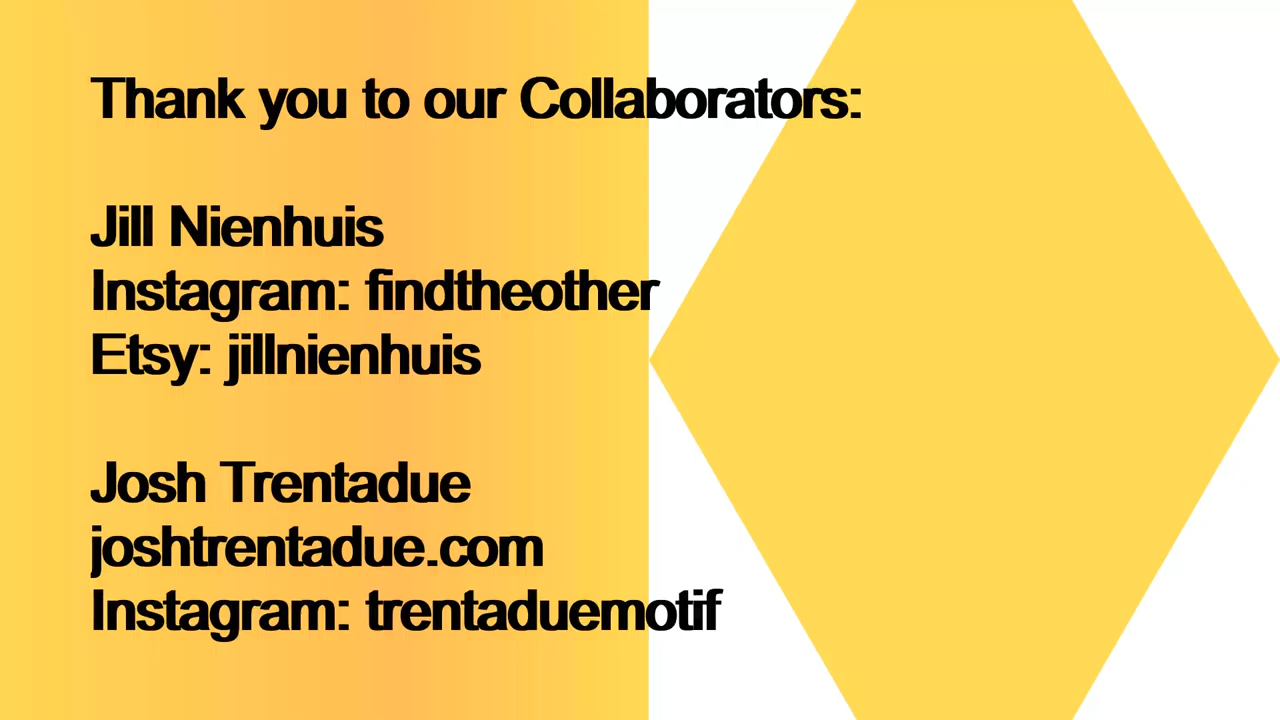 Thank you to our Collaborators:
Jill Nienhuis
Instagram: findtheother
Etsy: jillnienhuis
Josh Trentadue
joshtrentadue.com
Instagram: trentaduemotif